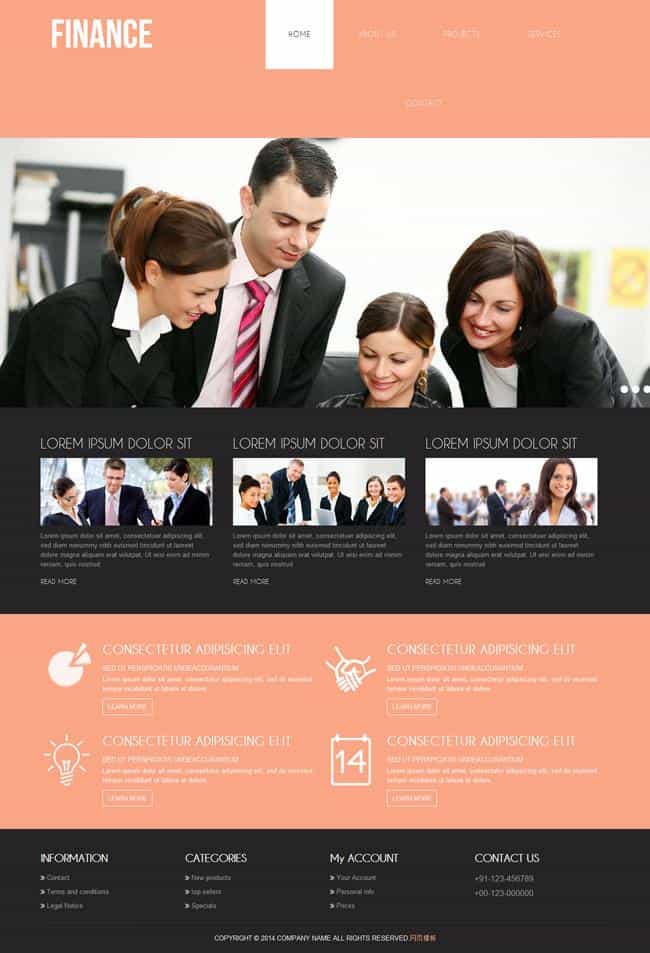 FINANCE
HOME
ABOUT US
PROJECTS
SERVICES
CONTACT
LOREM IPSUM DOLOR SIT
Lorem ipsum dolor sit amet, consectetuer adipiscing elit,
sed diam nonummy nibh euismod tincidunt ut laoreet
dolore magna aliquam erat volutpat. Ut wisi enim ad minim
veniam, quis nostrud
READ MORE
LOREM IPSUM DOLOR SIT
Lorem ipsum dolor sit amet, consectetuer adipiscing elit,
sed diam nonummy nibh euismod tincidunt ut laoreet
dolore magna aliquam erat volutpat. Ut wisi enim ad minim
veniam, quis nostrud
READ MORE
LOREM IPSUM DOLOR SIT
Lorem ipsum dolor sit amet, consectetuer adipiscing elit,
sed diam nonummy nibh euismod tincidunt ut laoreet
dolore magna aliquam erat volutpat. Ut wisi enim ad minim
veniam, quis nostrud
READ MORE
CONSECTETUR ADIPISICING ELIT
SED UT PERSPICIATIS UNDEACCUSANTIUM
Lorem ipsum dolor sit amet, consectetur adipisicing elit, sed do eiusmod
tempor incididunt ut labore et dolore.
LEARN MORE
CONSECTETUR ADIPISICING ELIT
SED UT PERSPICIATIS UNDEACCUSANTIUM
Lorem ipsum dolor sit amet, consectetur adipisicing elit, sed do eiusmod
tempor incididunt ut labore et dolore.
LEARN MORE
CONSECTETUR ADIPISICING ELIT
SED UT PERSPICIATIS UNDEACCUSANTIUM
Lorem ipsum dolor sit amet, consectetur adipisicing elit, sed do eiusmod
tempor incididunt ut labore et dolore.
LEARN MORE
14
CONSECTETUR ADIPISICING ELIT
SED UT PERSPICIATIS UNDEACCUSANTIUM
Lorem ipsum dolor sit amet, consectetur adipisicing elit, sed do eiusmod
tempor incididunt ut labore et dolore.
LEARN MORE
INFORMATION
» Contact
» Terms and conditions
» Legal Notice
CATEGORIES
» New products
» top sellers
» Specials
My ACCOUNT
» Your Account
» Personal info
» Prices
CONTACT US
+91-123-456789
+00-123-000000
COPYRIGHT © 2014.COMPANY NAME ALL RIGHTS RESERVED.网页模板